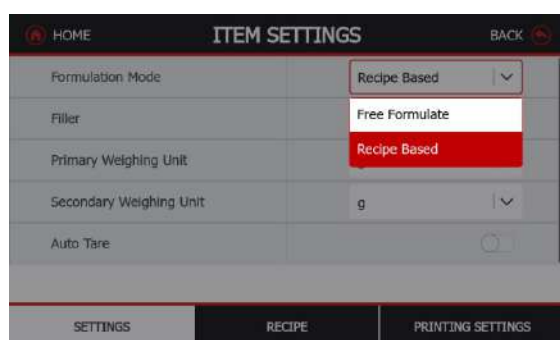 HOME ITEM SETTINGS BACK
Formulation Mode Recipe Based
Filler Free Formulate
Recipe Based
Primary Weighing Unit
Secondary Weighing Unit g
Auto Tare
SETTINGS RECIPE PRINTING SETTINGS